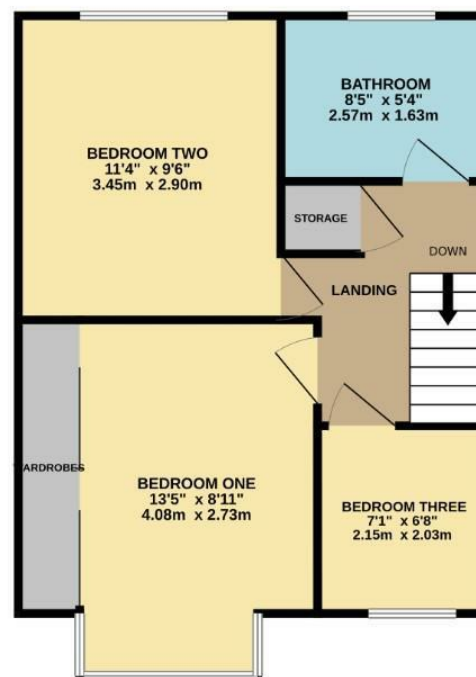 BATHROOM
8'5" x 5'4"
2.57m x 1.63m
BEDROOM TWO
11'4" x 9'6"
3.45m x 2.90m
STORAGE
DOWN
LANDING
ARDROBES
BEDROOM ONE
13'5" x 8'11"
4.08m x 2.73m
BEDROOM THREE
7'1" x 6'8"
2.15m x 2.03m